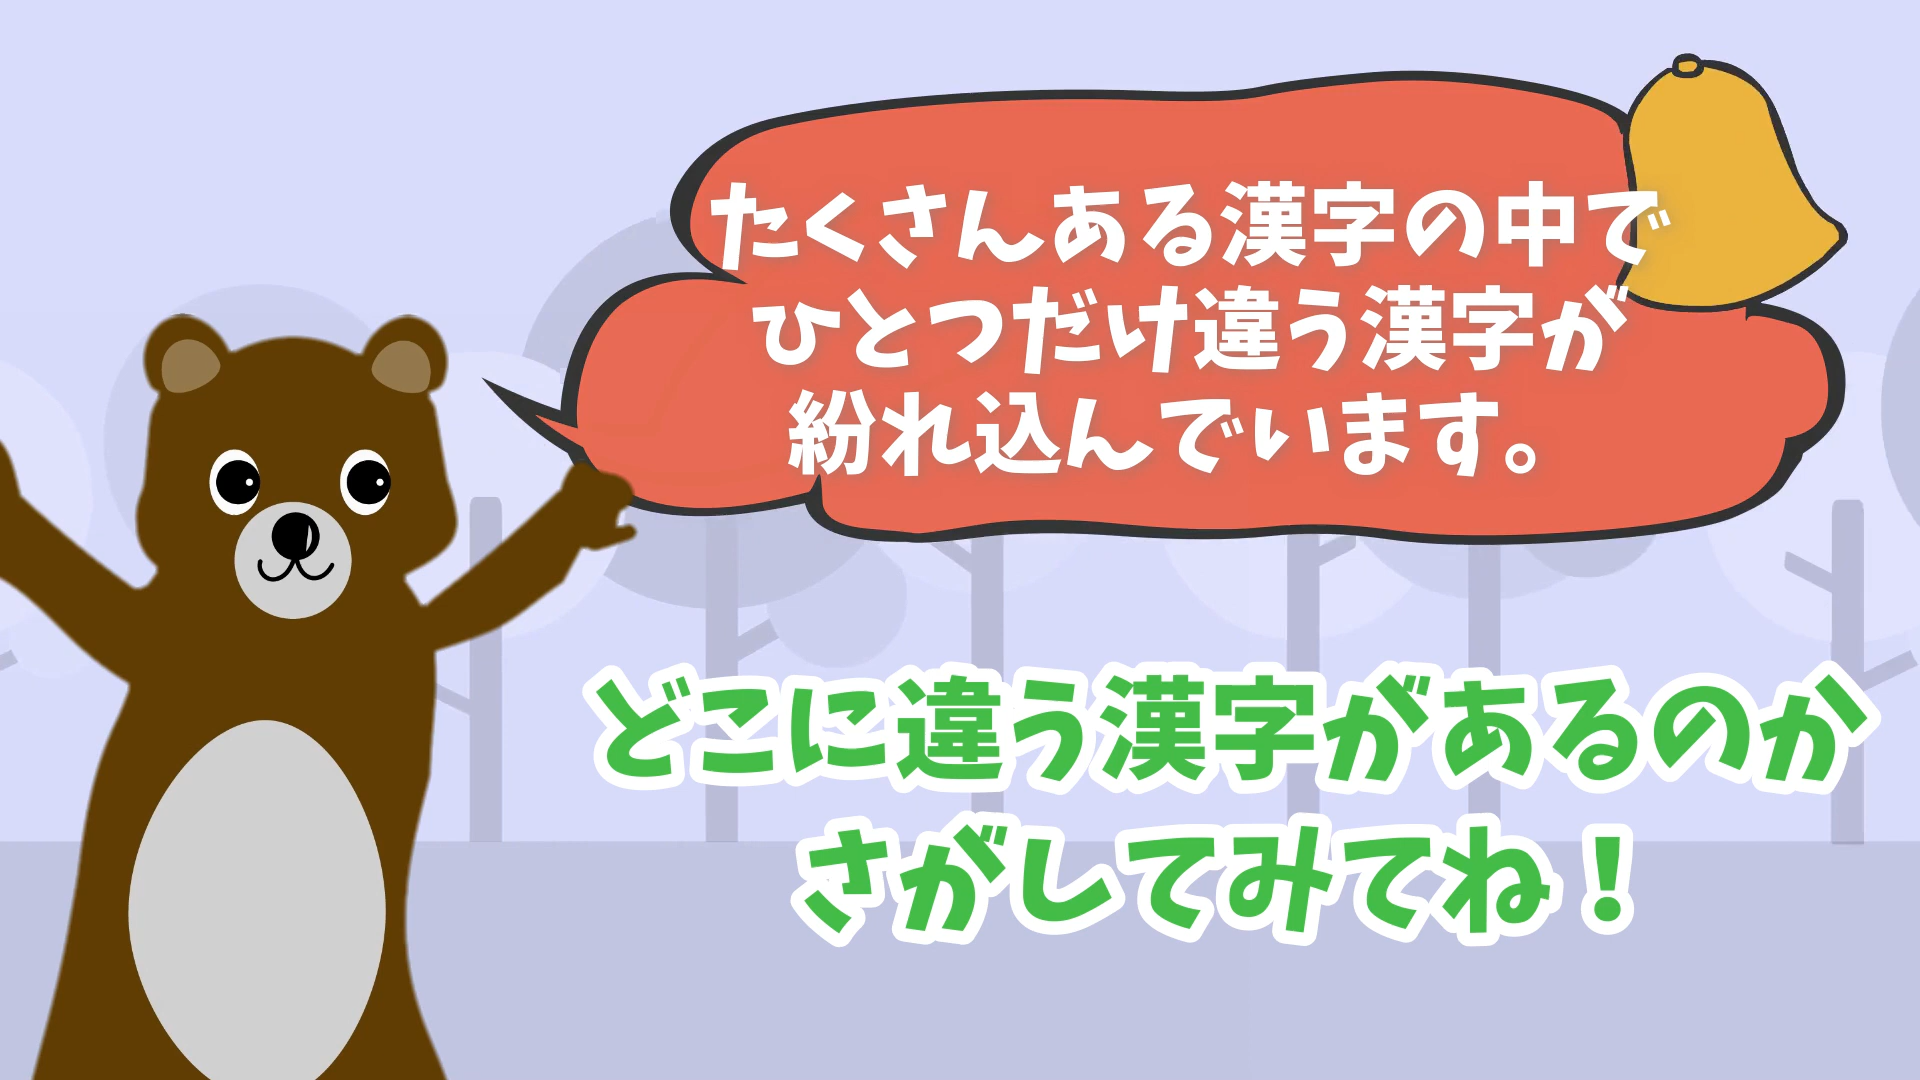 たくさんある漢字の中で
ひとつだけ違う漢字が
紛れ込んでいます。
どこに違う漢字があるのか
さがしてみてね！